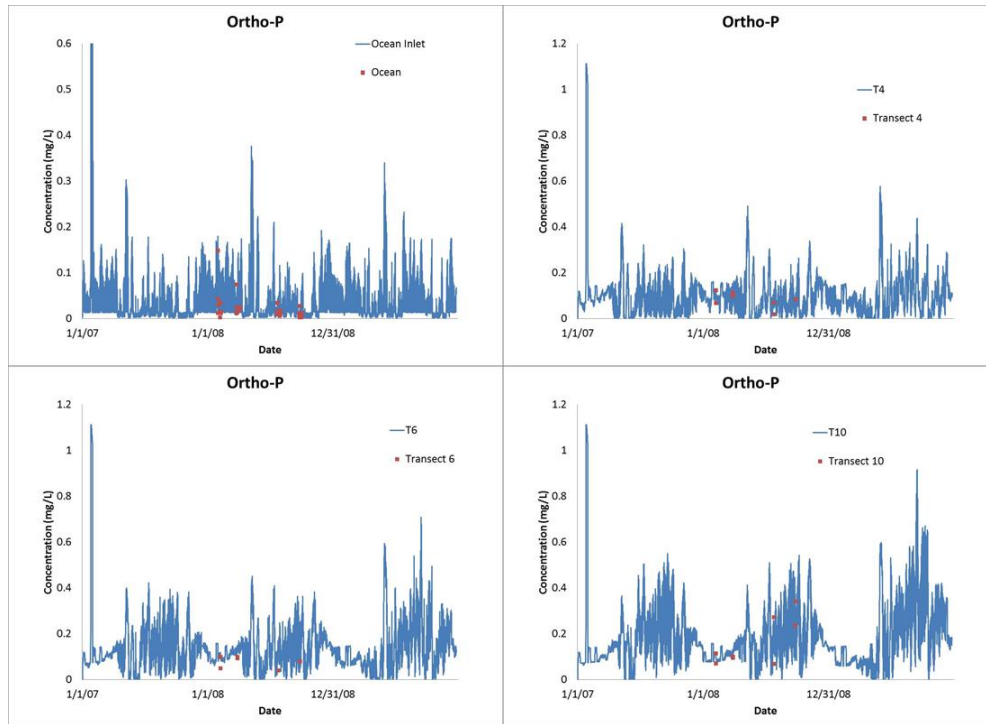 Ortho-P
0.6
0.5
0.4
0.3
0.2
0.1
0
Concentration (mg/L)
Ocean Inlet
Ocean
1/1/07
1/1/08
12/31/08
Date
Ortho-P
1.2
1
0.8
0.6
0.4
0.2
0
Concentration (mg/L)
T4
Transect 4
1/1/07
1/1/08
12/31/08
Date
Ortho-P
1.2
1
0.8
0.6
0.4
0.2
0
Concentration (mg/L)
T6
Transect 6
1/1/07
1/1/08
12/31/08
Date
Ortho-P
1.2
1
0.8
0.6
0.4
0.2
0
Concentration (mg/L)
T10
Transect 10
1/1/07
1/1/08
12/31/08
Date